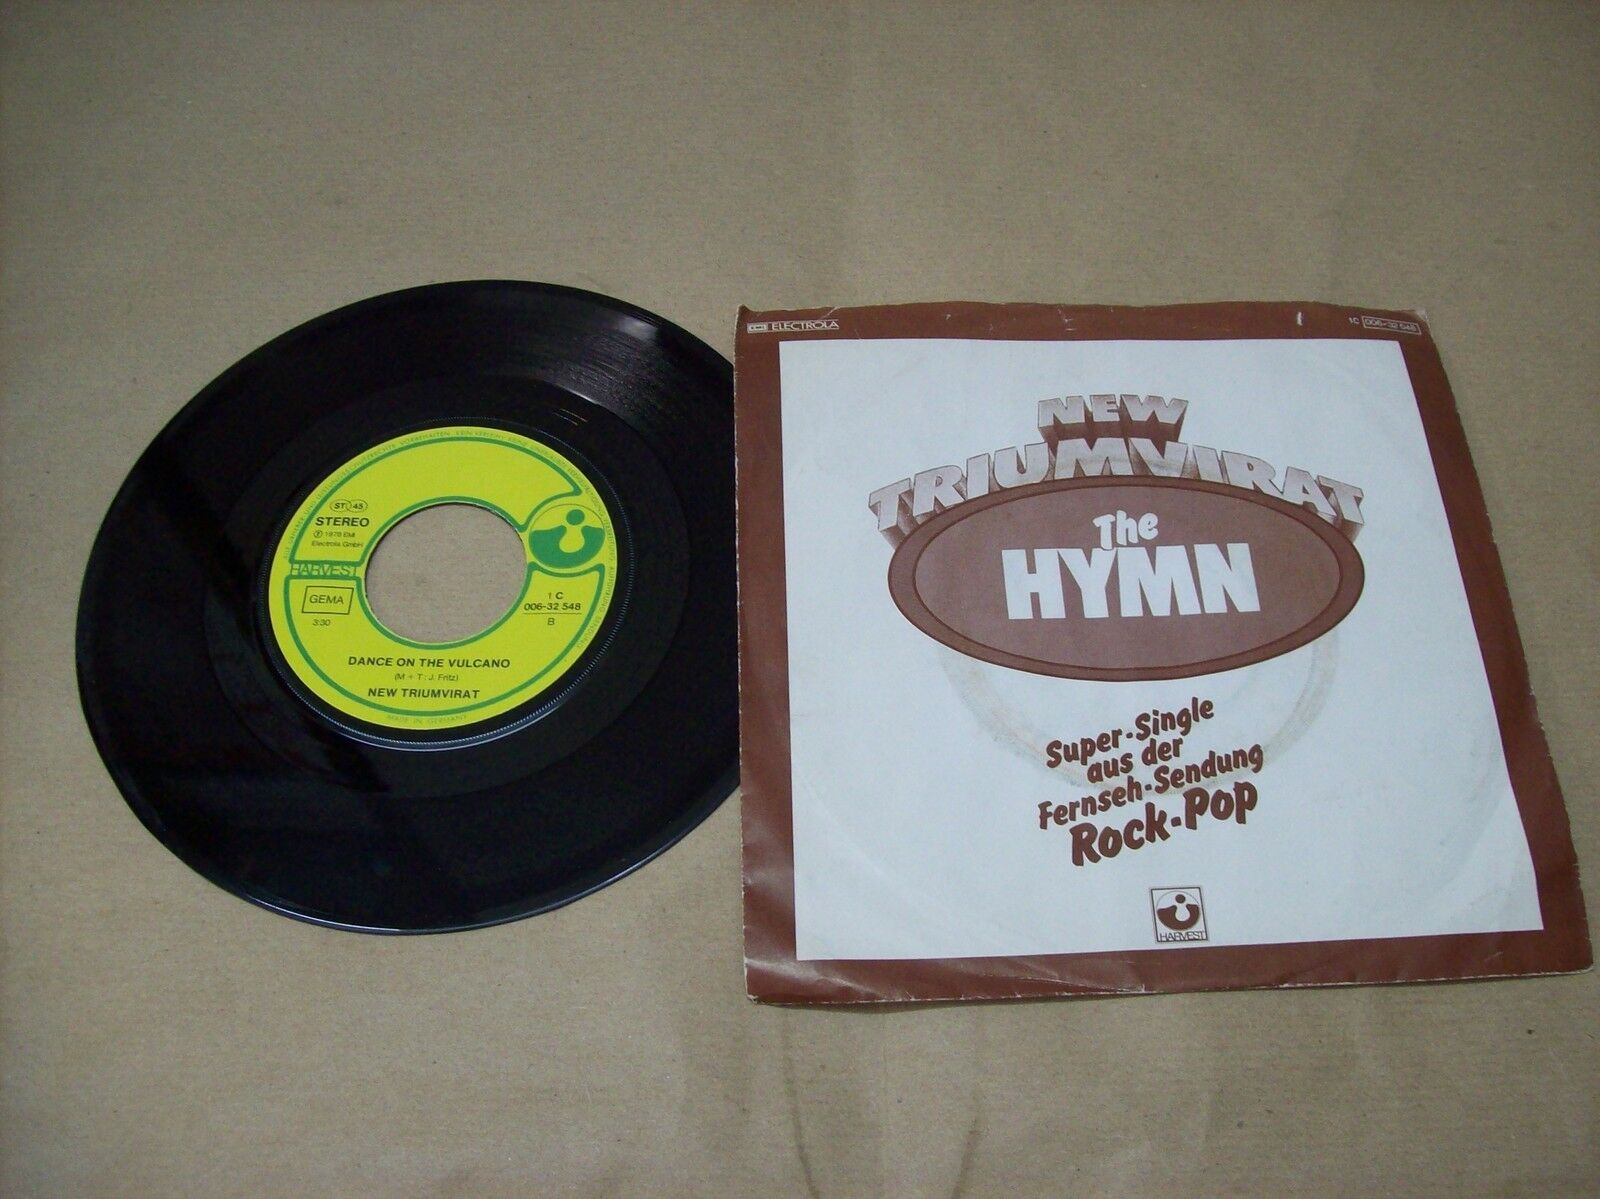 ST 45
STEREO
℗ 1978 EMI
Electrola GmbH
HARVEST
GEMA
3:30
1 C
006-32 548
B
DANCE ON THE VULCANO
(M + T: J. Fritz)
NEW TRIUMVIRAT
MADE IN GERMANY
EMI ELECTROLA
1C 006-32 548
NEW
TRIUMVIRAT
The
HYMN
Super-Single
aus der
Fernseh-Sendung
Rock-Pop
HARVEST